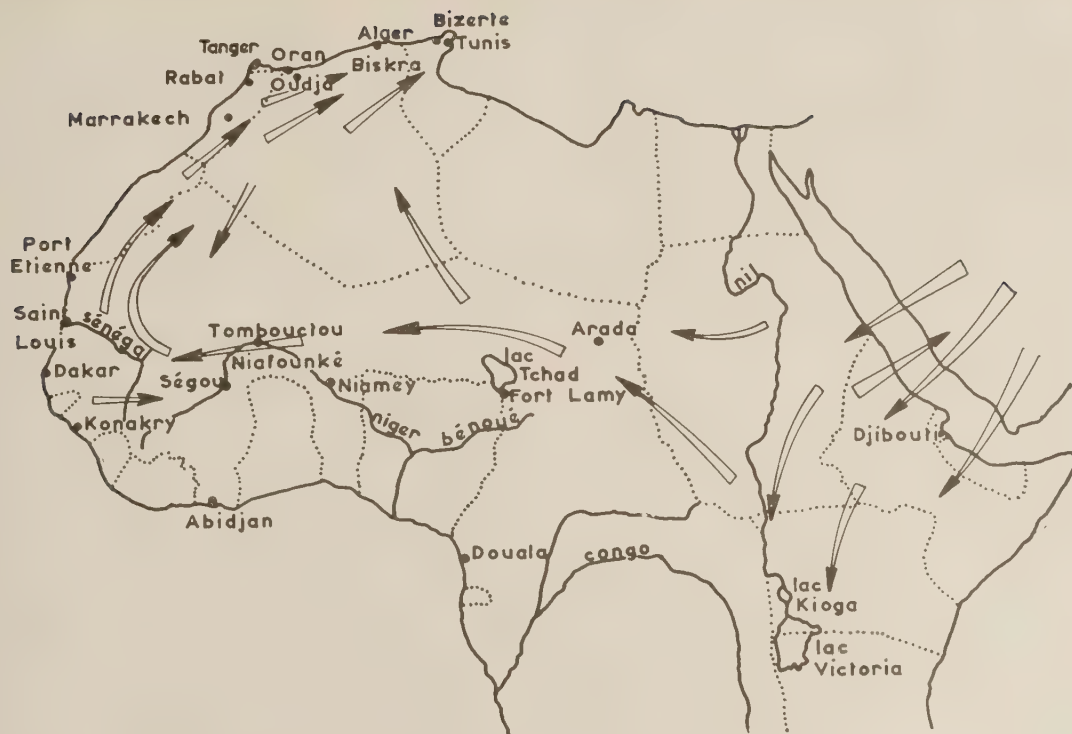 Bizerte
Alger
Tunis
Tanger
Oran
Biskra
Rabat
Oudja
Marrakech
Port
Etienne
nil
Saint
Louis
sénéga
Tombouctou
Arada
Niafounké
lac
Tchad
Dakar
Ségou
Niamey
Fort Lamy
Konakry
niger
bénoué
Djibouti
Abidjan
Douala
congo
lac
Kioga
lac
Victoria